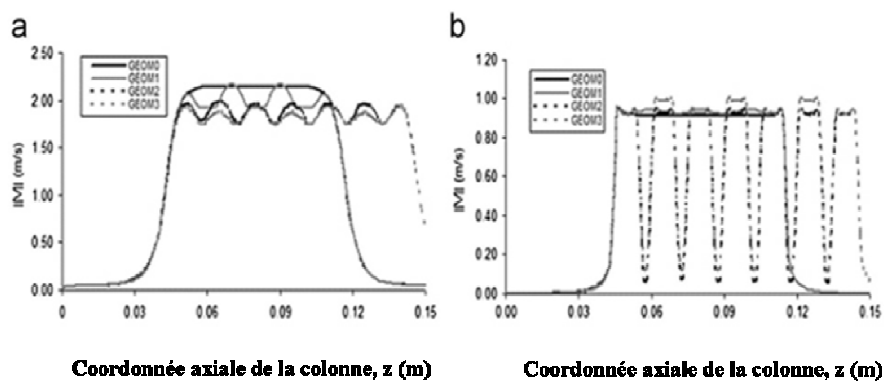 a
2.50
2.00
1.50
1.00
0.50
0.00
||V|| (m/s)
GEOM0
GEOM1
GEOM2
GEOM3
0
0.03
0.06
0.09
0.12
0.15
Coordonnée axiale de la colonne, z (m)
b
1.20
1.00
0.80
0.60
0.40
0.20
0.00
||V|| (m/s)
GEOM0
GEOM1
GEOM2
GEOM3
0.00
0.03
0.06
0.09
0.12
0.15
Coordonnée axiale de la colonne, z (m)